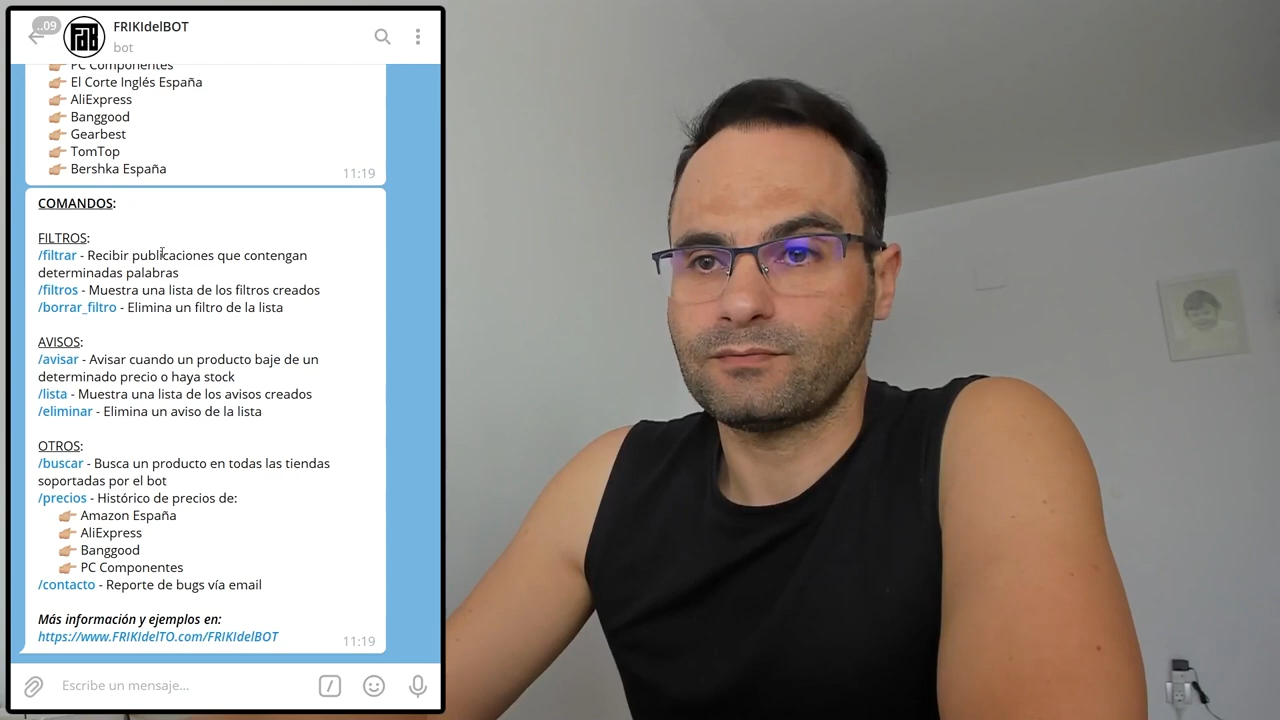 ..09
FRIKIdelBOT
bot
PC Componentes
El Corte Inglés España
AliExpress
Banggood
Gearbest
TomTop
Bershka España
11:19
COMANDOS:
FILTROS:
/filtrar - Recibir publicaciones que contengan
determinadas palabras
/filtros - Muestra una lista de los filtros creados
/borrar_filtro - Elimina un filtro de la lista
AVISOS:
/avisar - Avisar cuando un producto baje de un
determinado precio o haya stock
/lista - Muestra una lista de los avisos creados
/eliminar - Elimina un aviso de la lista
OTROS:
/buscar - Busca un producto en todas las tiendas
soportadas por el bot
/precios - Histórico de precios de:
Amazon España
AliExpress
Banggood
PC Componentes
/contacto - Reporte de bugs vía email
Más información y ejemplos en:
https://www.FRIKIdelTO.com/FRIKIdelBOT
11:19
Escribe un mensaje...